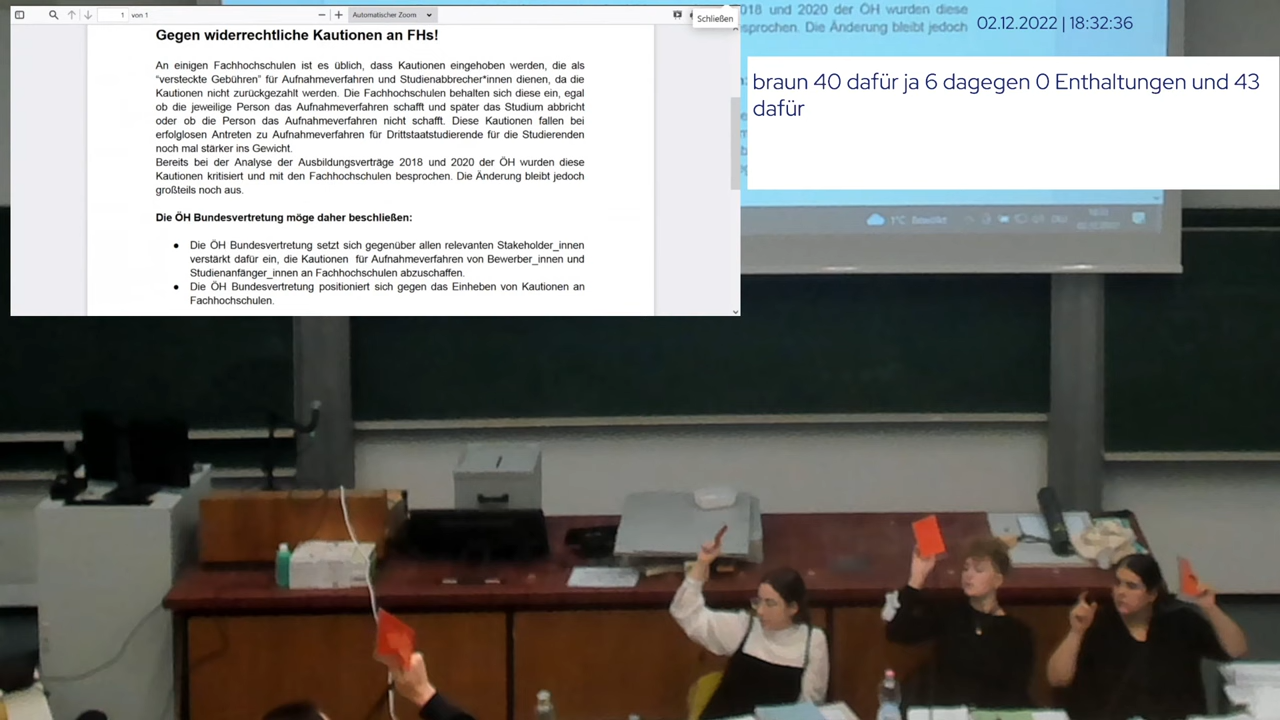 1 von 1
Automatischer Zoom
Schließen
Gegen widerrechtliche Kautionen an FHs!
An einigen Fachhochschulen ist es üblich, dass Kautionen eingehoben werden, die als
“versteckte Gebühren” für Aufnahmeverfahren und Studienabbrecher*innen dienen, da die
Kautionen nicht zurückgezahlt werden. Die Fachhochschulen behalten sich diese ein, egal
ob die jeweilige Person das Aufnahmeverfahren schafft und später das Studium abbricht
oder ob die Person das Aufnahmeverfahren nicht schafft. Diese Kautionen fallen bei
erfolglosen Antreten zu Aufnahmeverfahren für Drittstaatstudierende für die Studierenden
noch mal stärker ins Gewicht.
Bereits bei der Analyse der Ausbildungsverträge 2018 und 2020 der ÖH wurden diese
Kautionen kritisiert und mit den Fachhochschulen besprochen. Die Änderung bleibt jedoch
großteils noch aus.
Die ÖH Bundesvertretung möge daher beschließen:
● Die ÖH Bundesvertretung setzt sich gegenüber allen relevanten Stakeholder_innen
verstärkt dafür ein, die Kautionen für Aufnahmeverfahren von Bewerber_innen und
Studienanfänger_innen an Fachhochschulen abzuschaffen.
● Die ÖH Bundesvertretung positioniert sich gegen das Einheben von Kautionen an
Fachhochschulen.
018 und 2020 der ÖH wurden diese
sprochen. Die Änderung bleibt jedoch
02.12.2022 | 18:32:36
braun 40 dafür ja 6 dagegen 0 Enthaltungen und 43
dafür
1°C Bewölkt